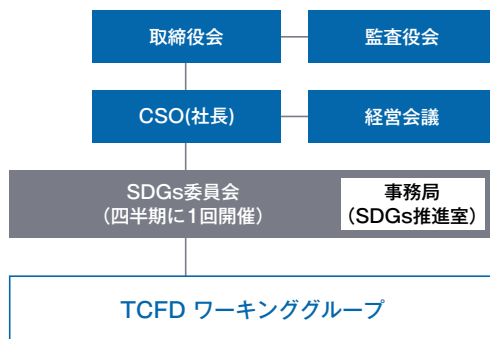 取締役会
監査役会
CSO(社長)
経営会議
SDGs委員会
（四半期に1回開催）
事務局
（SDGs推進室）
TCFD ワーキンググループ